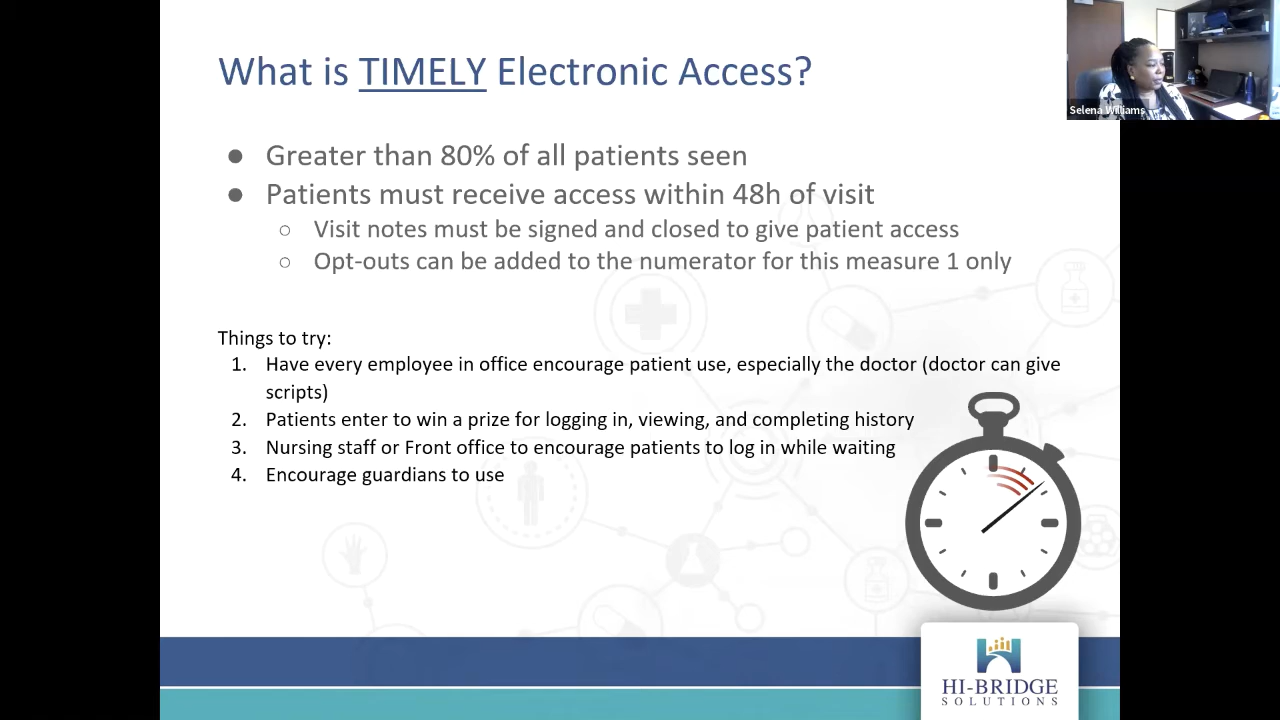 What is TIMELY Electronic Access?
Selena Williams
● Greater than 80% of all patients seen
● Patients must receive access within 48h of visit
○ Visit notes must be signed and closed to give patient access
○ Opt-outs can be added to the numerator for this measure 1 only
Things to try:
1. Have every employee in office encourage patient use, especially the doctor (doctor can give
scripts)
2. Patients enter to win a prize for logging in, viewing, and completing history
3. Nursing staff or Front office to encourage patients to log in while waiting
4. Encourage guardians to use
HI-BRIDGE
SOLUTIONS